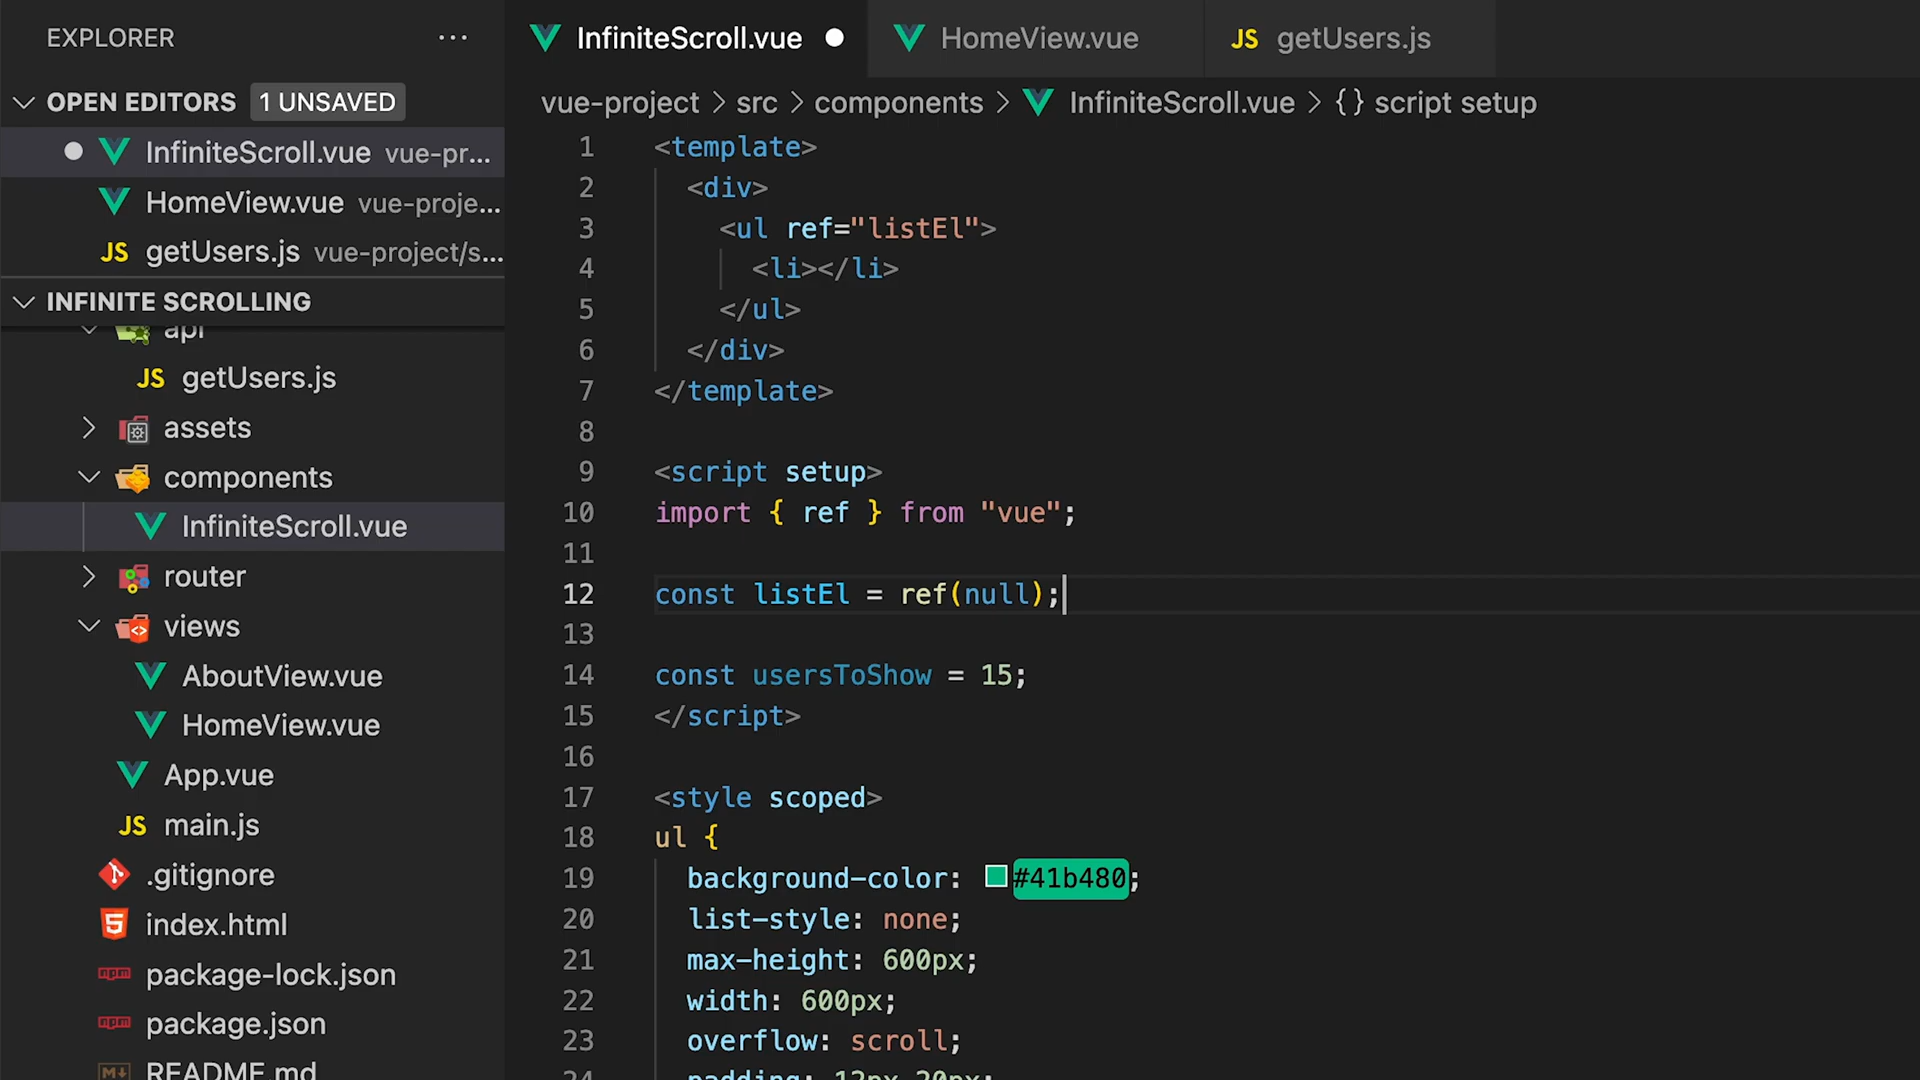 EXPLORER ...
OPEN EDITORS 1 UNSAVED
InfiniteScroll.vue vue-pr...
HomeView.vue vue-proje...
JS getUsers.js vue-project/s...
INFINITE SCROLLING
api
JS getUsers.js
assets
components
InfiniteScroll.vue
router
views
AboutView.vue
HomeView.vue
App.vue
JS main.js
.gitignore
index.html
package-lock.json
package.json
README.md
InfiniteScroll.vue
HomeView.vue
JS getUsers.js
vue-project > src > components > InfiniteScroll.vue > {} script setup
1 <template>
2 <div>
3 <ul ref="listEl">
4 <li></li>
5 </ul>
6 </div>
7 </template>
8
9 <script setup>
10 import { ref } from "vue";
11
12 const listEl = ref(null);
13
14 const usersToShow = 15;
15 </script>
16
17 <style scoped>
18 ul {
19 background-color: #41b480;
20 list-style: none;
21 max-height: 600px;
22 width: 600px;
23 overflow: scroll;
24 padding: 12px 20px;